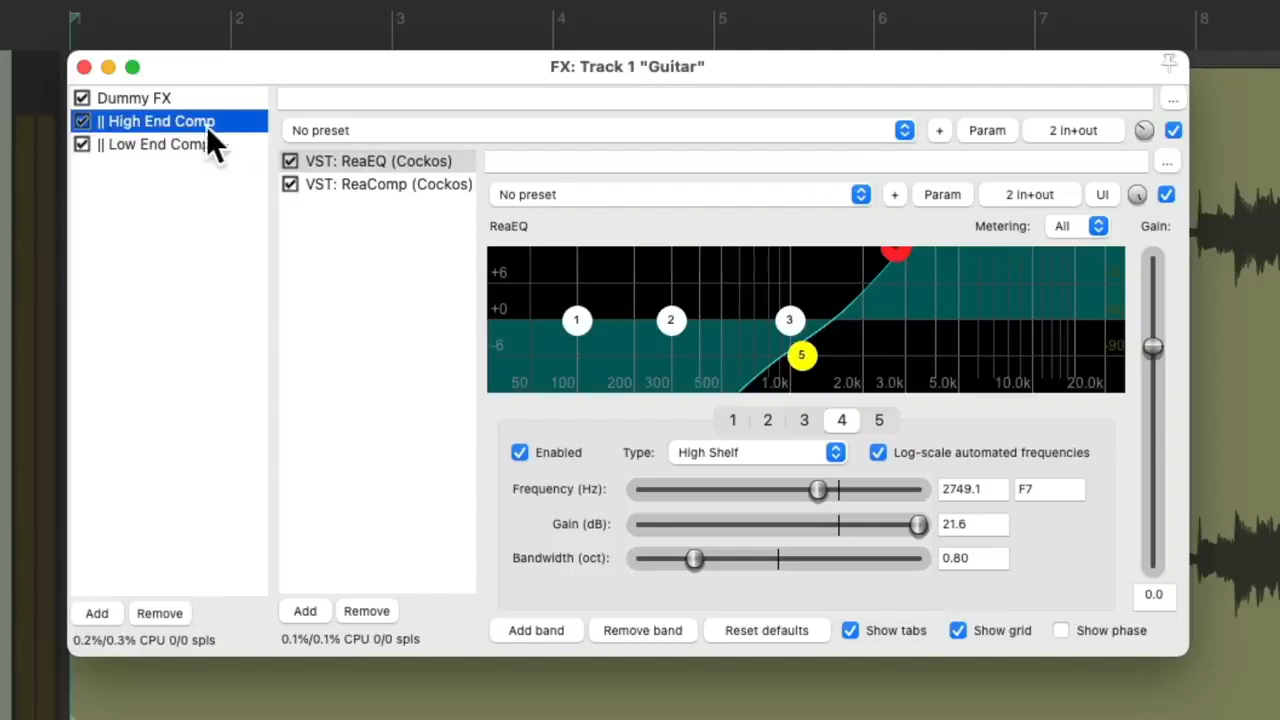 2 3 4 5 6 7 8
FX: Track 1 "Guitar"
Dummy FX
|| High End Comp
|| Low End Comp
...
No preset + Param 2 in+out
VST: ReaEQ (Cockos)
VST: ReaComp (Cockos)
...
No preset + Param 2 in+out UI
ReaEQ Metering: All Gain:
+6
+0
-6
-90
1 2 3 5
50 100 200 300 500 1.0k 2.0k 3.0k 5.0k 10.0k 20.0k
1 2 3 4 5
Enabled Type: High Shelf Log-scale automated frequencies
Frequency (Hz): 2749.1 F7
Gain (dB): 21.6
Bandwidth (oct): 0.80
0.0
Add Remove
Add Remove
Add band Remove band Reset defaults Show tabs Show grid Show phase
0.2%/0.3% CPU 0/0 spls
0.1%/0.1% CPU 0/0 spls